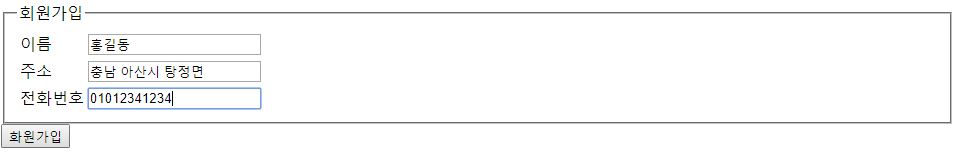 회원가입
이름 홍길동
주소 충남 아산시 탕정면
전화번호 01012341234
화원가입